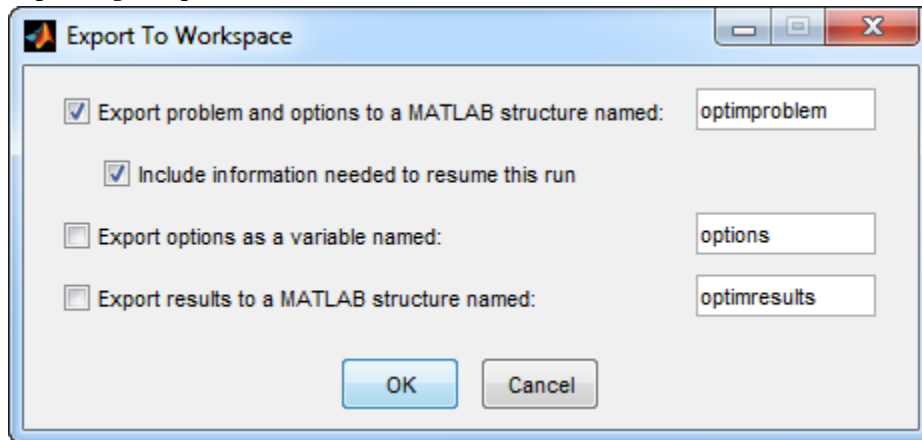 Export To Workspace
Export problem and options to a MATLAB structure named: optimproblem
Include information needed to resume this run
Export options as a variable named: options
Export results to a MATLAB structure named: optimresults
OK Cancel